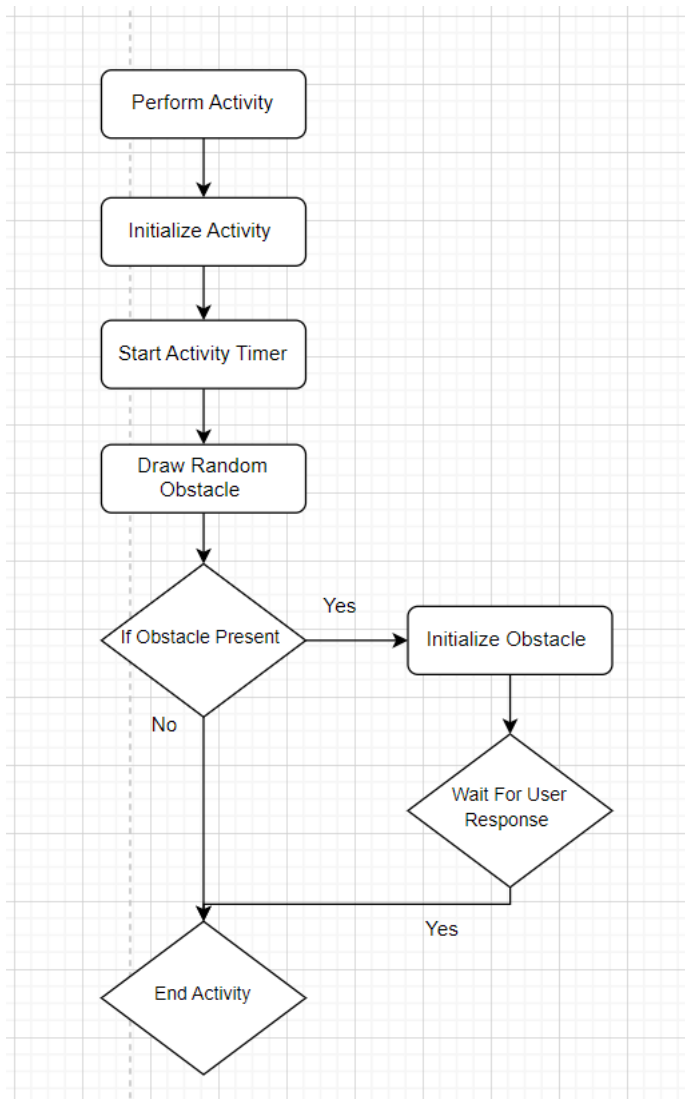 Perform Activity
Initialize Activity
Start Activity Timer
Draw Random
Obstacle
If Obstacle Present
Yes
Initialize Obstacle
No
Wait For User
Response
Yes
End Activity